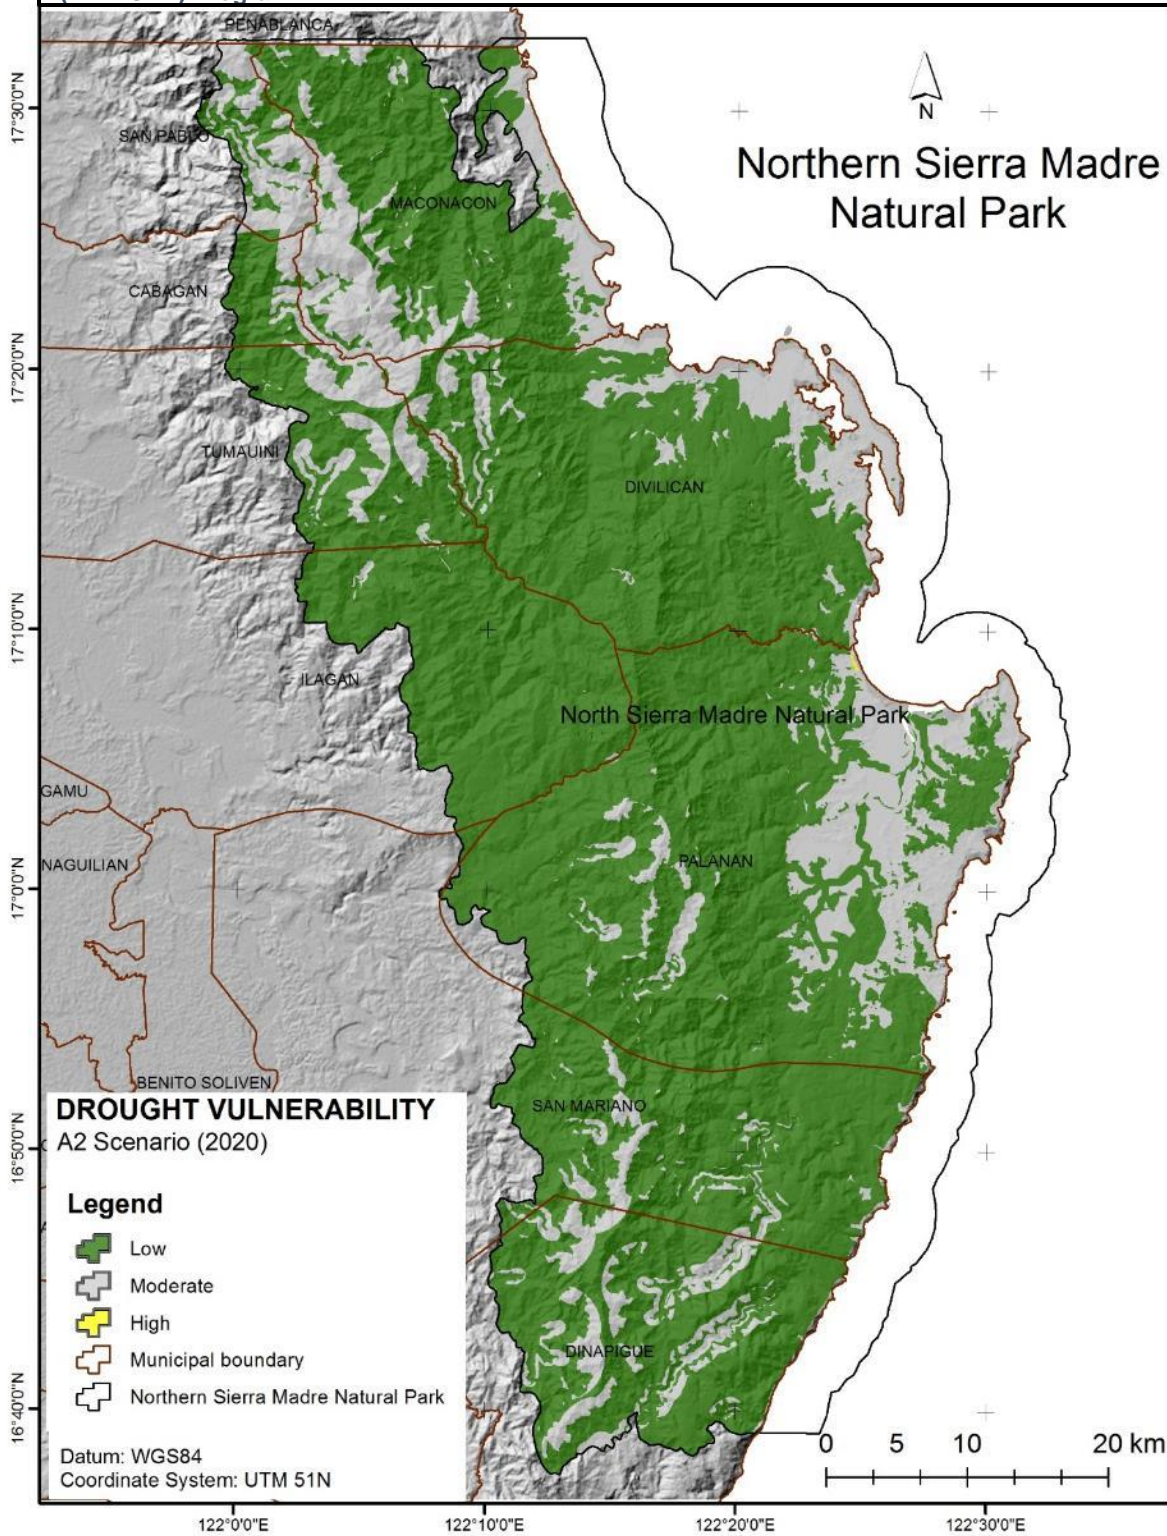 PEÑABLANCA
N
Northern Sierra Madre
Natural Park
17°30'0"N
SAN PABLO
MACONACON
CABAGAN
17°20'0"N
TUMAUINI
DIVILICAN
17°10'0"N
ILAGAN
North Sierra Madre Natural Park
GAMU
PALANAN
NAGUILIAN
17°0'0"N
BENITO SOLIVEN
SAN MARIANO
DROUGHT VULNERABILITY
A2 Scenario (2020)
16°50'0"N
Legend
Low
Moderate
High
DINAPIGUE
Municipal boundary
Northern Sierra Madre Natural Park
16°40'0"N
0 5 10 20 km
Datum: WGS84
Coordinate System: UTM 51N
122°0'0"E 122°10'0"E 122°20'0"E 122°30'0"E